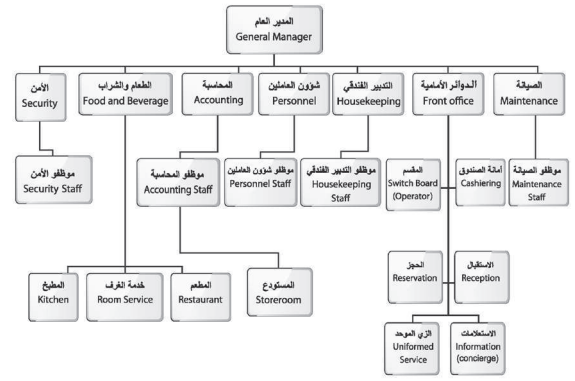 المدير العام
General Manager
الأمن
Security
الطعام والشراب
Food and Beverage
المحاسبة
Accounting
شؤون العاملين
Personnel
التدبير الفندقي
Housekeeping
الدوائر الأمامية
Front office
الصيانة
Maintenance
موظفو الأمن
Security Staff
موظفو المحاسبة
Accounting Staff
موظفو شؤون العاملين
Personnel Staff
موظفو التدبير الفندقي
Housekeeping
Staff
المقسم
Switch Board
(Operator)
أمانة الصندوق
Cashiering
موظفو الصيانة
Maintenance
Staff
المطبخ
Kitchen
خدمة الغرف
Room Service
المطعم
Restaurant
المستودع
Storeroom
الحجز
Reservation
الاستقبال
Reception
الزي الموحد
Uniformed
Service
الاستعلامات
Information
(concierge)